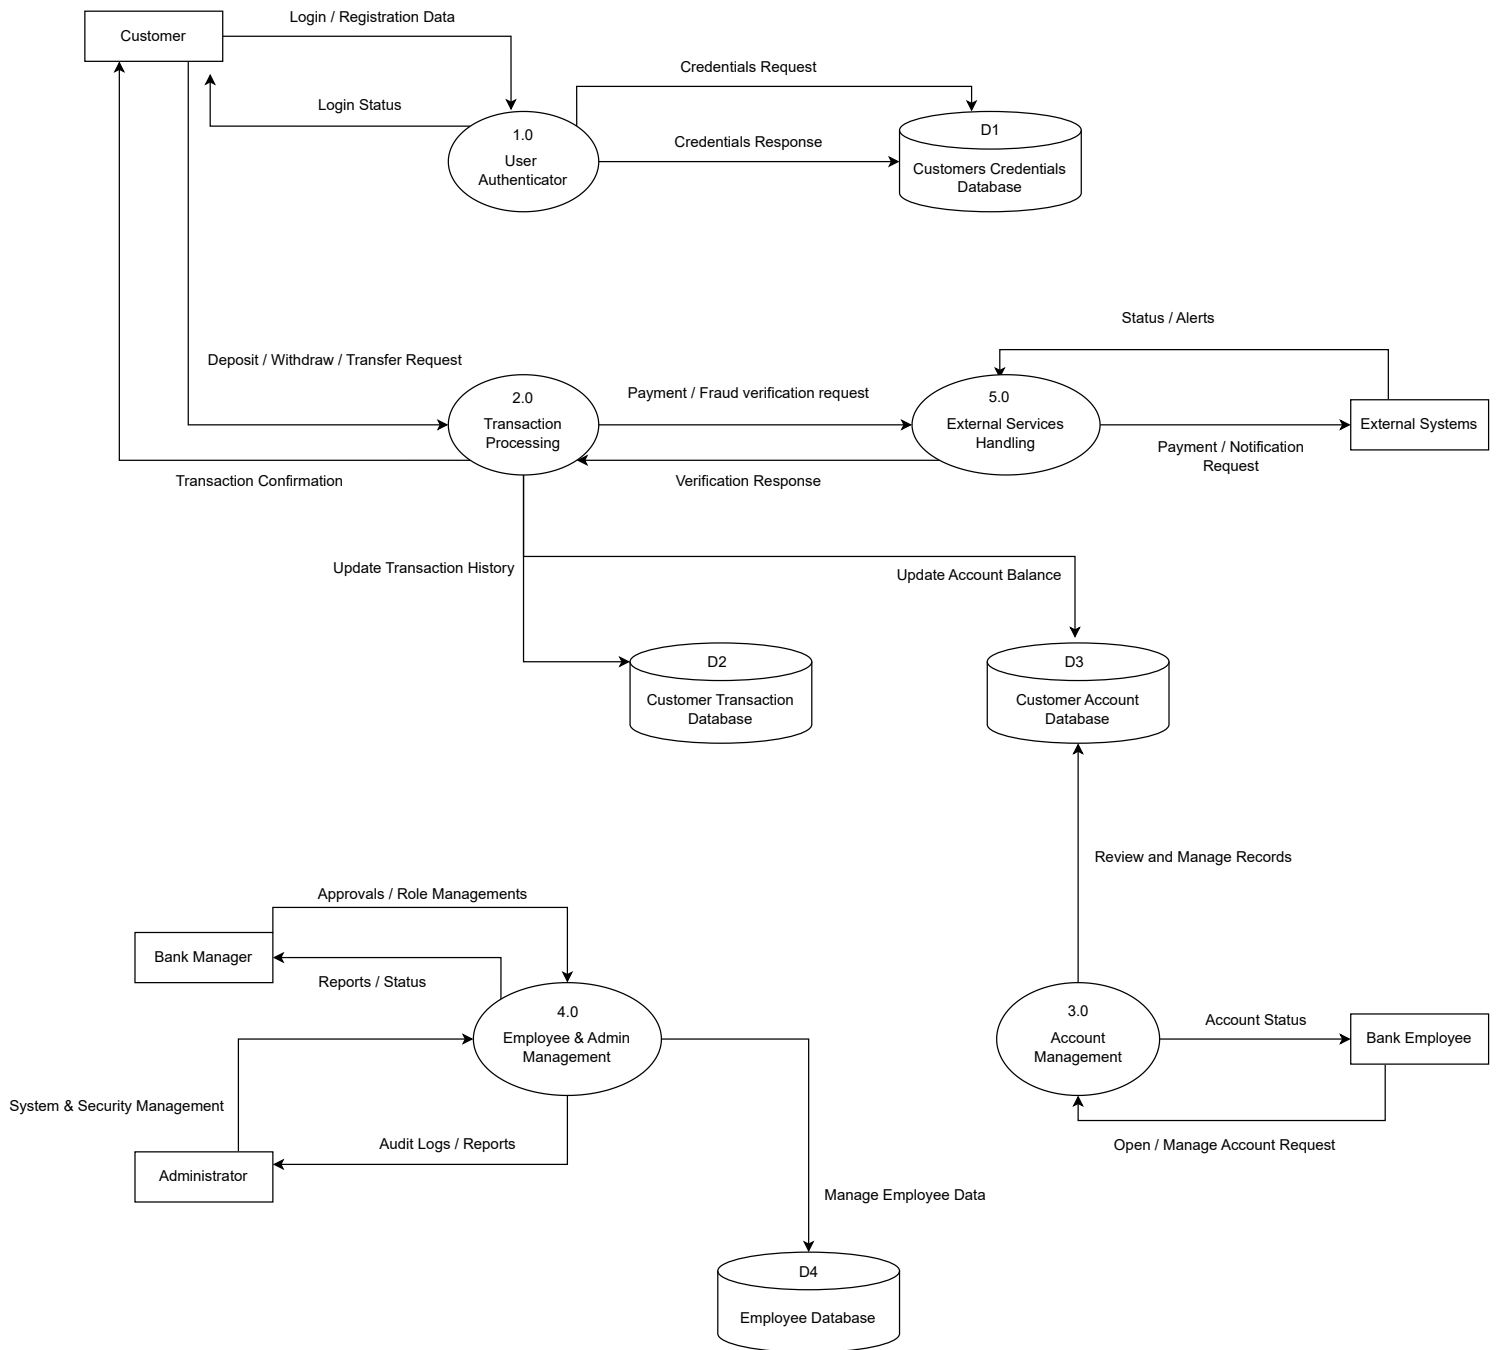 Login / Registration Data
Customer
Credentials Request
Login Status
1.0
User
Authenticator
Credentials Response
D1
Customers Credentials
Database
Status / Alerts
Deposit / Withdraw / Transfer Request
2.0
Transaction
Processing
Payment / Fraud verification request
5.0
External Services
Handling
External Systems
Payment / Notification
Request
Transaction Confirmation
Verification Response
Update Transaction History
Update Account Balance
D2
Customer Transaction
Database
D3
Customer Account
Database
Review and Manage Records
Approvals / Role Managements
Bank Manager
Reports / Status
4.0
Employee & Admin
Management
3.0
Account
Management
Account Status
Bank Employee
System & Security Management
Audit Logs / Reports
Open / Manage Account Request
Administrator
Manage Employee Data
D4
Employee Database